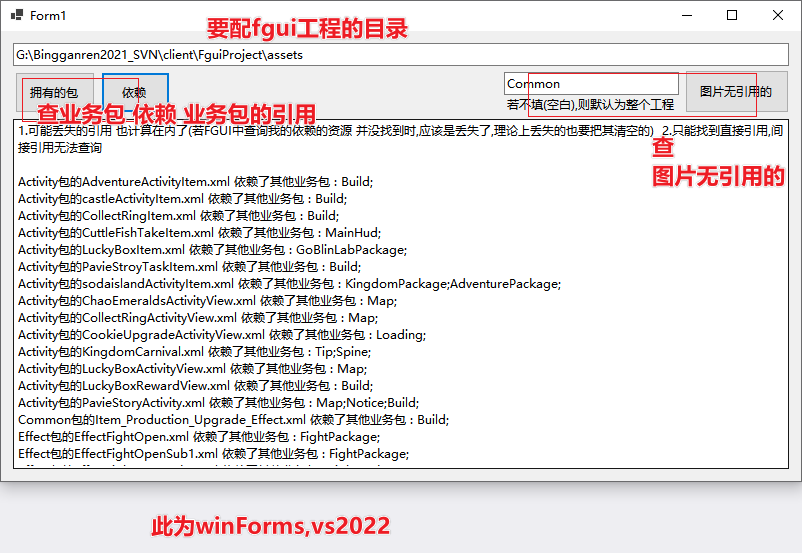 Form1
要配fgui工程的目录
G:\Bingganren2021_SVN\client\FguiProject\assets
拥有的包
依赖
Common
图片无引用的
查业务包 依赖 业务包的引用
若不填(空白),则默认为整个工程
1.可能丢失的引用 也计算在内了(若FGUI中查询我的依赖的资源 并没找到时,应该是丢失了,理论上丢失的也要把其清空的) 2.只能找到直接引用,间
接引用无法查询
查
图片无引用的
Activity包的AdventureActivityItem.xml 依赖了其他业务包 : Build;
Activity包的castleActivityItem.xml 依赖了其他业务包 : Build;
Activity包的CollectRingItem.xml 依赖了其他业务包 : Build;
Activity包的CuttleFishTakeItem.xml 依赖了其他业务包 : MainHud;
Activity包的LuckyBoxItem.xml 依赖了其他业务包 : GoBlinLabPackage;
Activity包的PavieStroyTaskItem.xml 依赖了其他业务包 : Build;
Activity包的sodaislandActivityItem.xml 依赖了其他业务包 : KingdomPackage;AdventurePackage;
Activity包的ChaoEmeraldsActivityView.xml 依赖了其他业务包 : Map;
Activity包的CollectRingActivityView.xml 依赖了其他业务包 : Map;
Activity包的CookieUpgradeActivityView.xml 依赖了其他业务包 : Loading;
Activity包的KingdomCarnival.xml 依赖了其他业务包 : Tip;Spine;
Activity包的LuckyBoxActivityView.xml 依赖了其他业务包 : Map;
Activity包的LuckyBoxRewardView.xml 依赖了其他业务包 : Build;
Activity包的PavieStoryActivity.xml 依赖了其他业务包 : Map;Notice;Build;
Common包的Item_Production_Upgrade_Effect.xml 依赖了其他业务包 : Build;
Effect包的EffectFightOpen.xml 依赖了其他业务包 : FightPackage;
Effect包的EffectFightOpenSub1.xml 依赖了其他业务包 : FightPackage;
此为winForms,vs2022